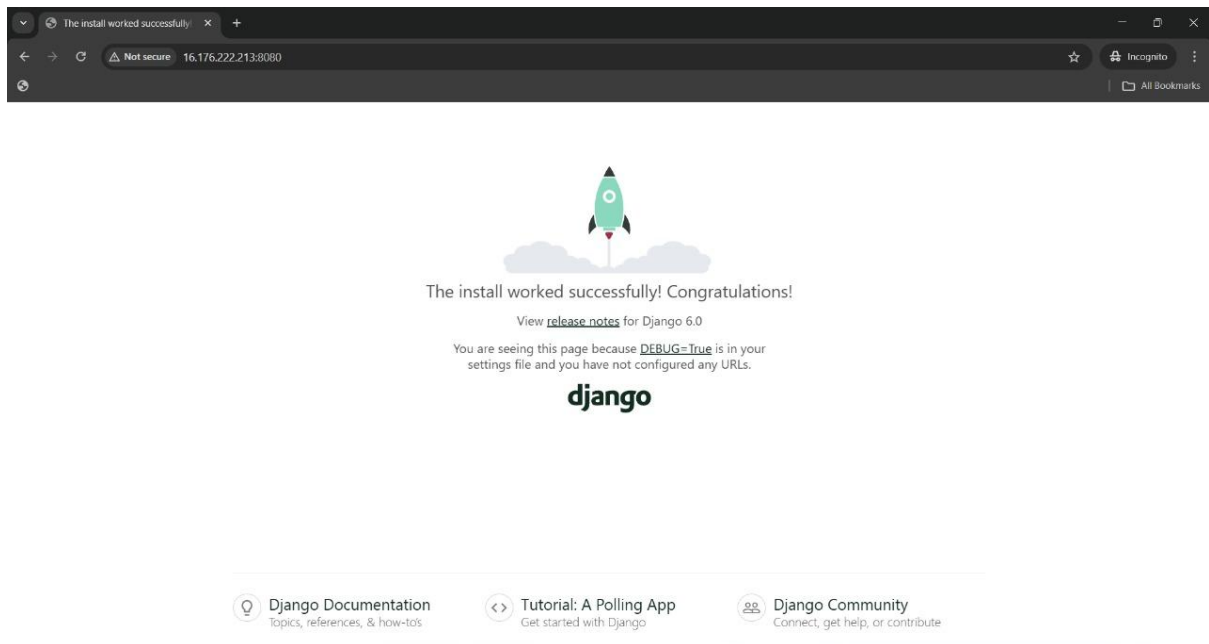 The install worked successfully!
Not secure 16.176.222.213:8080
Incognito
All Bookmarks
The install worked successfully! Congratulations!
View release notes for Django 6.0
You are seeing this page because DEBUG=True is in your
settings file and you have not configured any URLs.
django
Django Documentation
Topics, references, & how-to's
Tutorial: A Polling App
Get started with Django
Django Community
Connect, get help, or contribute